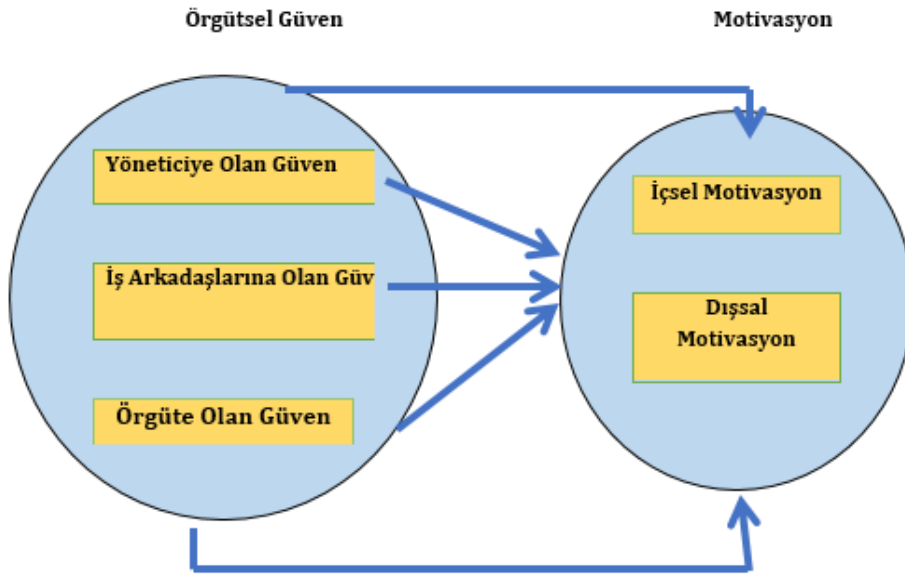 Örgütsel Güven
Motivasyon
Yöneticiye Olan Güven
İş Arkadaşlarına Olan Güv
Örgüte Olan Güven
İçsel Motivasyon
Dışsal
Motivasyon